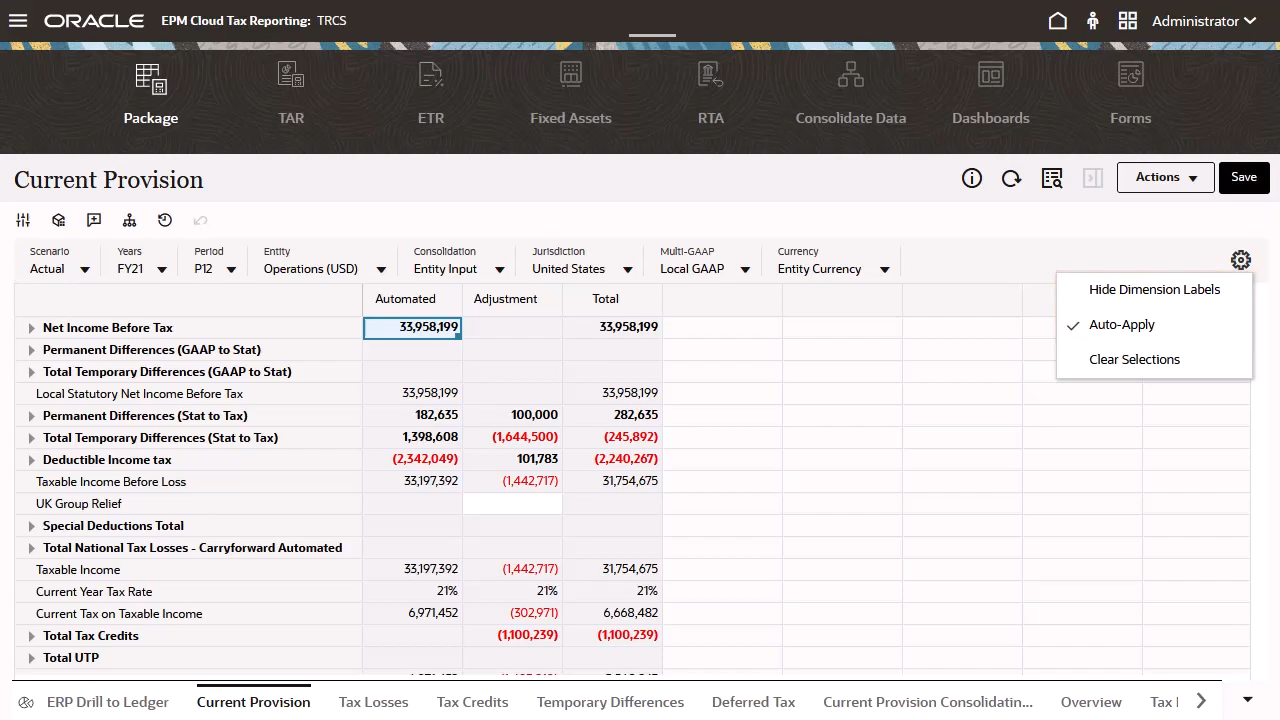 ORACLE EPM Cloud Tax Reporting: TRCS Administrator
Package TAR ETR Fixed Assets RTA Consolidate Data Dashboards Forms
Current Provision Actions Save
Scenario Years Period Entity Consolidation Jurisdiction Multi-GAAP Currency
Actual FY21 P12 Operations (USD) Entity Input United States Local GAAP Entity Currency
Hide Dimension Labels
Auto-Apply
Clear Selections
Automated Adjustment Total
Net Income Before Tax 33,958,199 33,958,199
Permanent Differences (GAAP to Stat)
Total Temporary Differences (GAAP to Stat)
Local Statutory Net Income Before Tax 33,958,199 33,958,199
Permanent Differences (Stat to Tax) 182,635 100,000 282,635
Total Temporary Differences (Stat to Tax) 1,398,608 (1,644,500) (245,892)
Deductible Income tax (2,342,049) 101,783 (2,240,267)
Taxable Income Before Loss 33,197,392 (1,442,717) 31,754,675
UK Group Relief
Special Deductions Total
Total National Tax Losses - Carryforward Automated
Taxable Income 33,197,392 (1,442,717) 31,754,675
Current Year Tax Rate 21% 21% 21%
Current Tax on Taxable Income 6,971,452 (302,971) 6,668,482
Total Tax Credits (1,100,239) (1,100,239)
Total UTP
ERP Drill to Ledger Current Provision Tax Losses Tax Credits Temporary Differences Deferred Tax Current Provision Consolidatin... Overview Tax